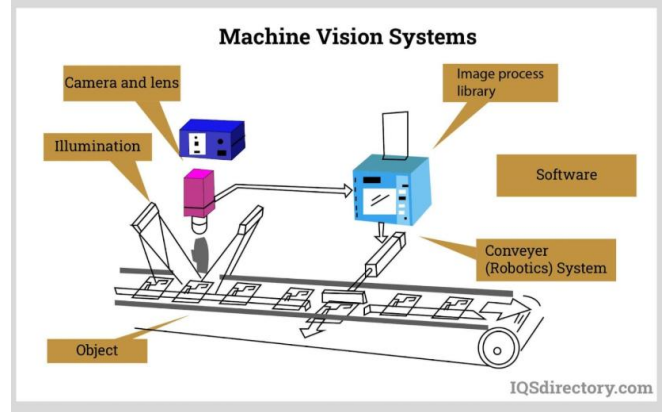 Machine Vision Systems
Camera and lens
Image process
library
Illumination
Software
Conveyer
(Robotics) System
Object
IQSdirectory.com